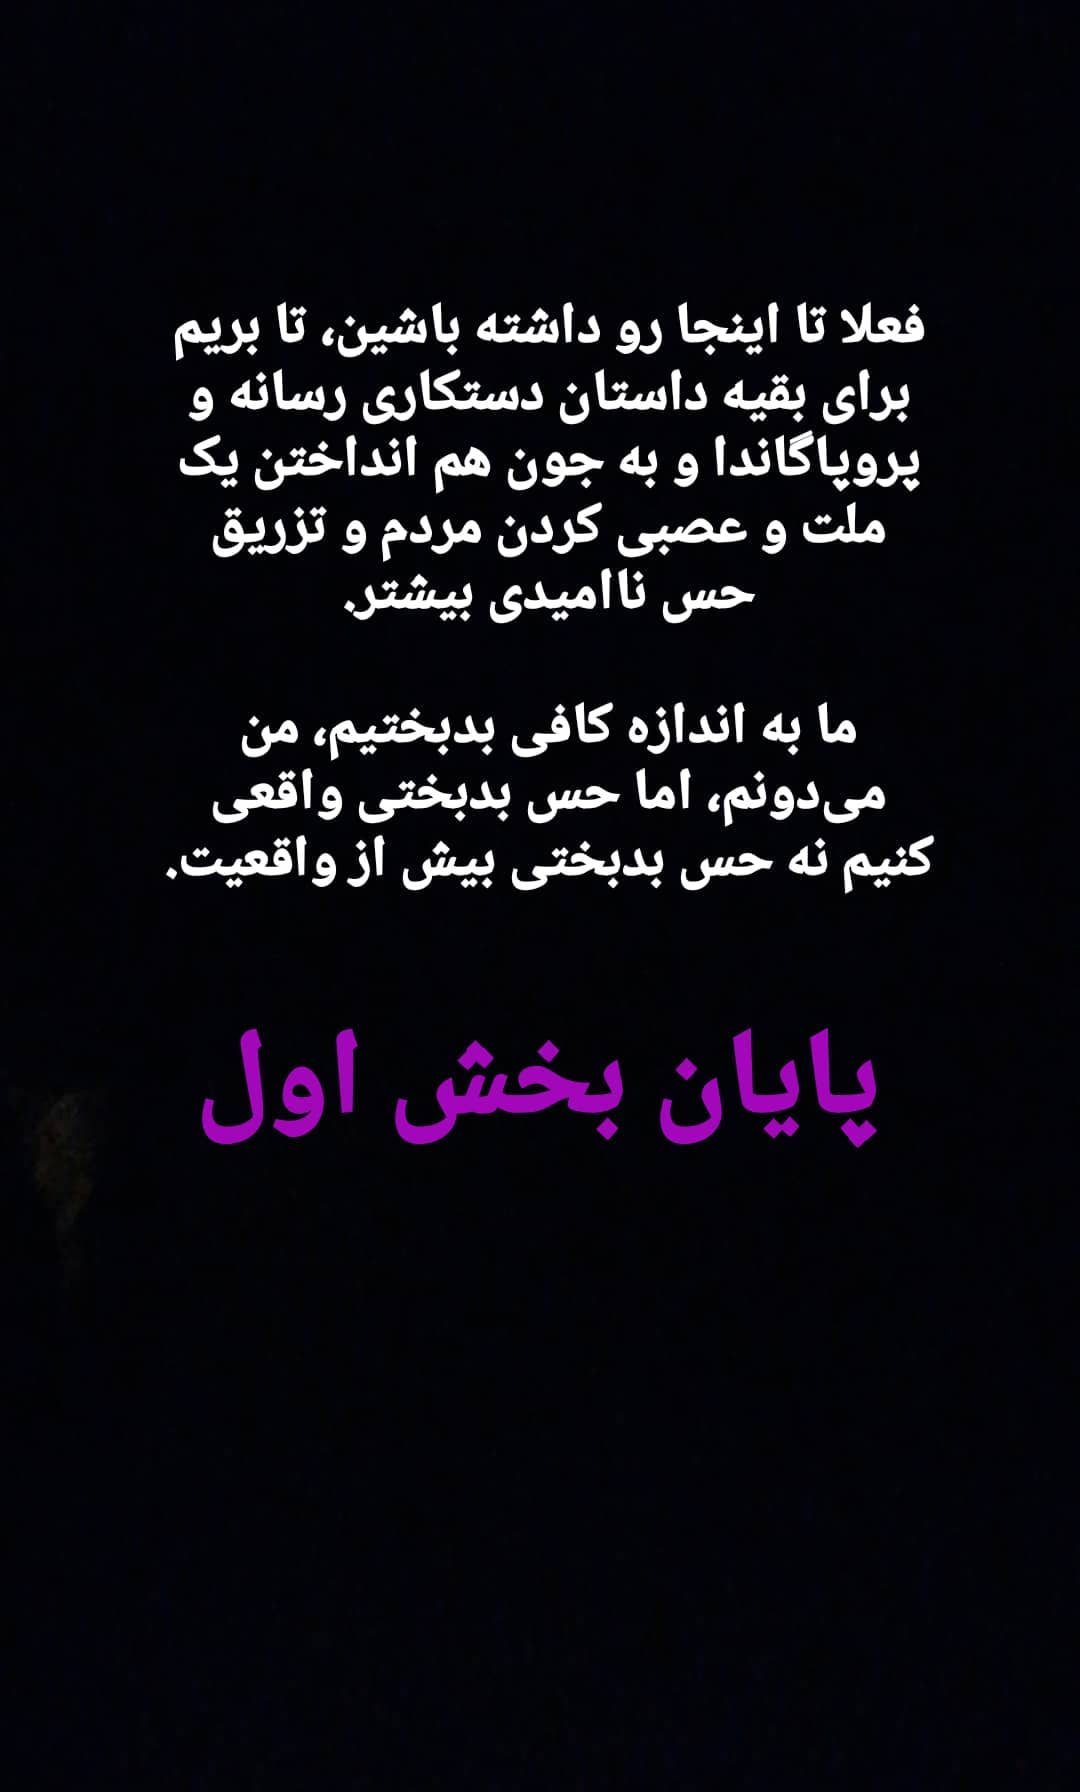 فعلا تا اینجا رو داشته باشین، تا بریم
برای بقیه داستان دستکاری رسانه و
پروپاگاندا و به جون هم انداختن یک
ملت و عصبی کردن مردم و تزریق
حس ناامیدی بیشتر.
ما به اندازه کافی بدبختیم، من
می‌دونم، اما حس بدبختی واقعی
کنیم نه حس بدبختی بیش از واقعیت.
پایان بخش اول